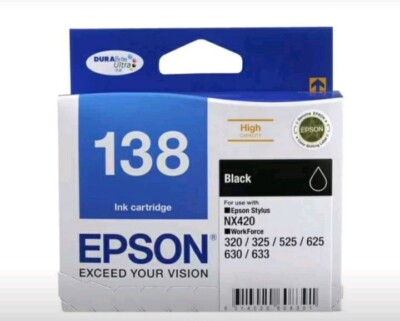 DURABrite
Ultra
138
Ink cartridge
EPSON®
EXCEED YOUR VISION
High
CAPACITY
EPSON
Black
For use with
■Epson Stylus
NX420
■WorkForce
320 / 325 / 525 / 625
630 / 633